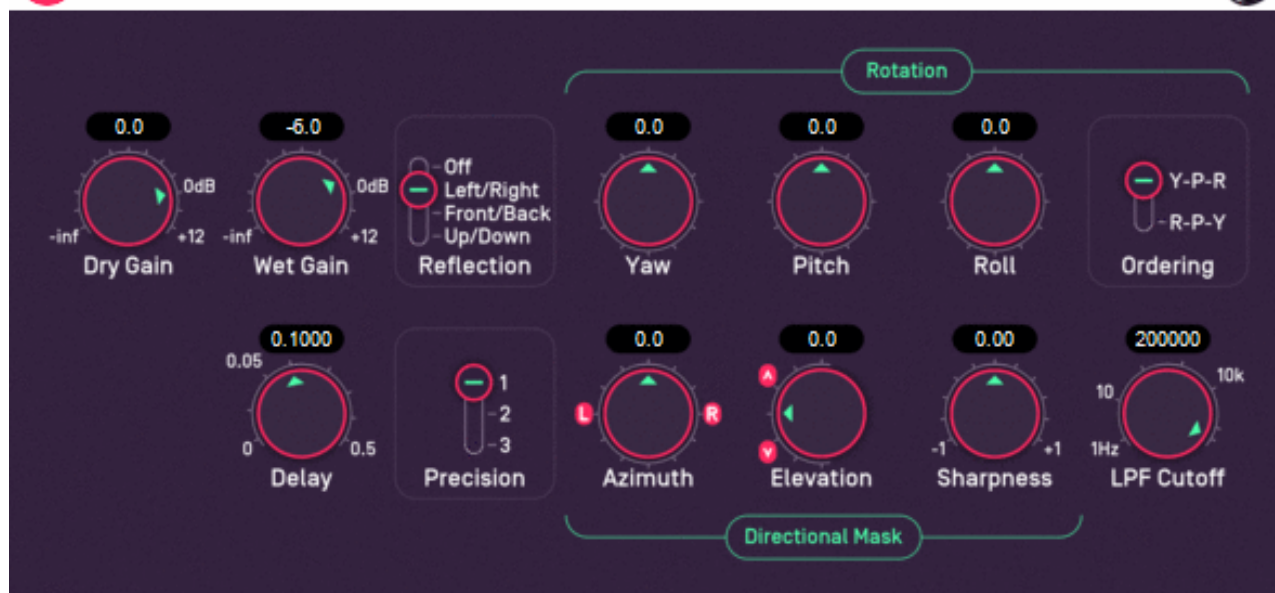 Rotation
0.0
-6.0
0.0
0.0
0.0
Off
Left/Right
Front/Back
Up/Down
0dB
0dB
Y-P-R
R-P-Y
-inf
+12
-inf
+12
Dry Gain
Wet Gain
Reflection
Yaw
Pitch
Roll
Ordering
0.1000
0.0
0.0
0.00
200000
0.05
1
2
3
L
R
10
10k
0
0.5
-1
+1
1Hz
Delay
Precision
Azimuth
Elevation
Sharpness
LPF Cutoff
Directional Mask